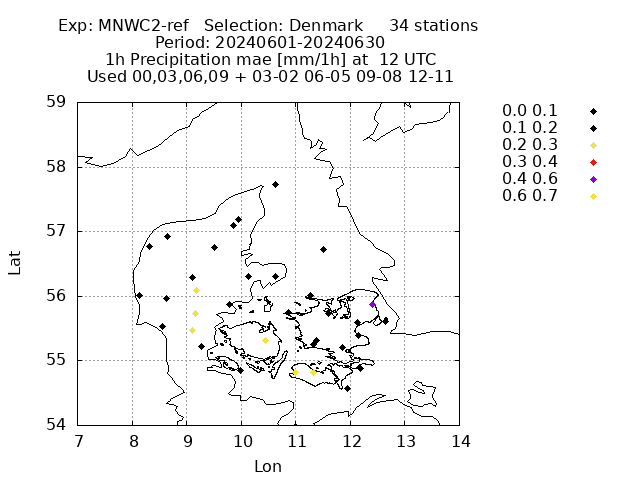 Exp: MNWC2-ref   Selection: Denmark     34 stations
Period: 20240601-20240630
1h Precipitation mae [mm/1h] at  12 UTC
Used 00,03,06,09 + 03-02 06-05 09-08 12-11
0.0 0.1
0.1 0.2
0.2 0.3
0.3 0.4
0.4 0.6
0.6 0.7
59
58
57
56
55
54
Lat
7 8 9 10 11 12 13 14
Lon